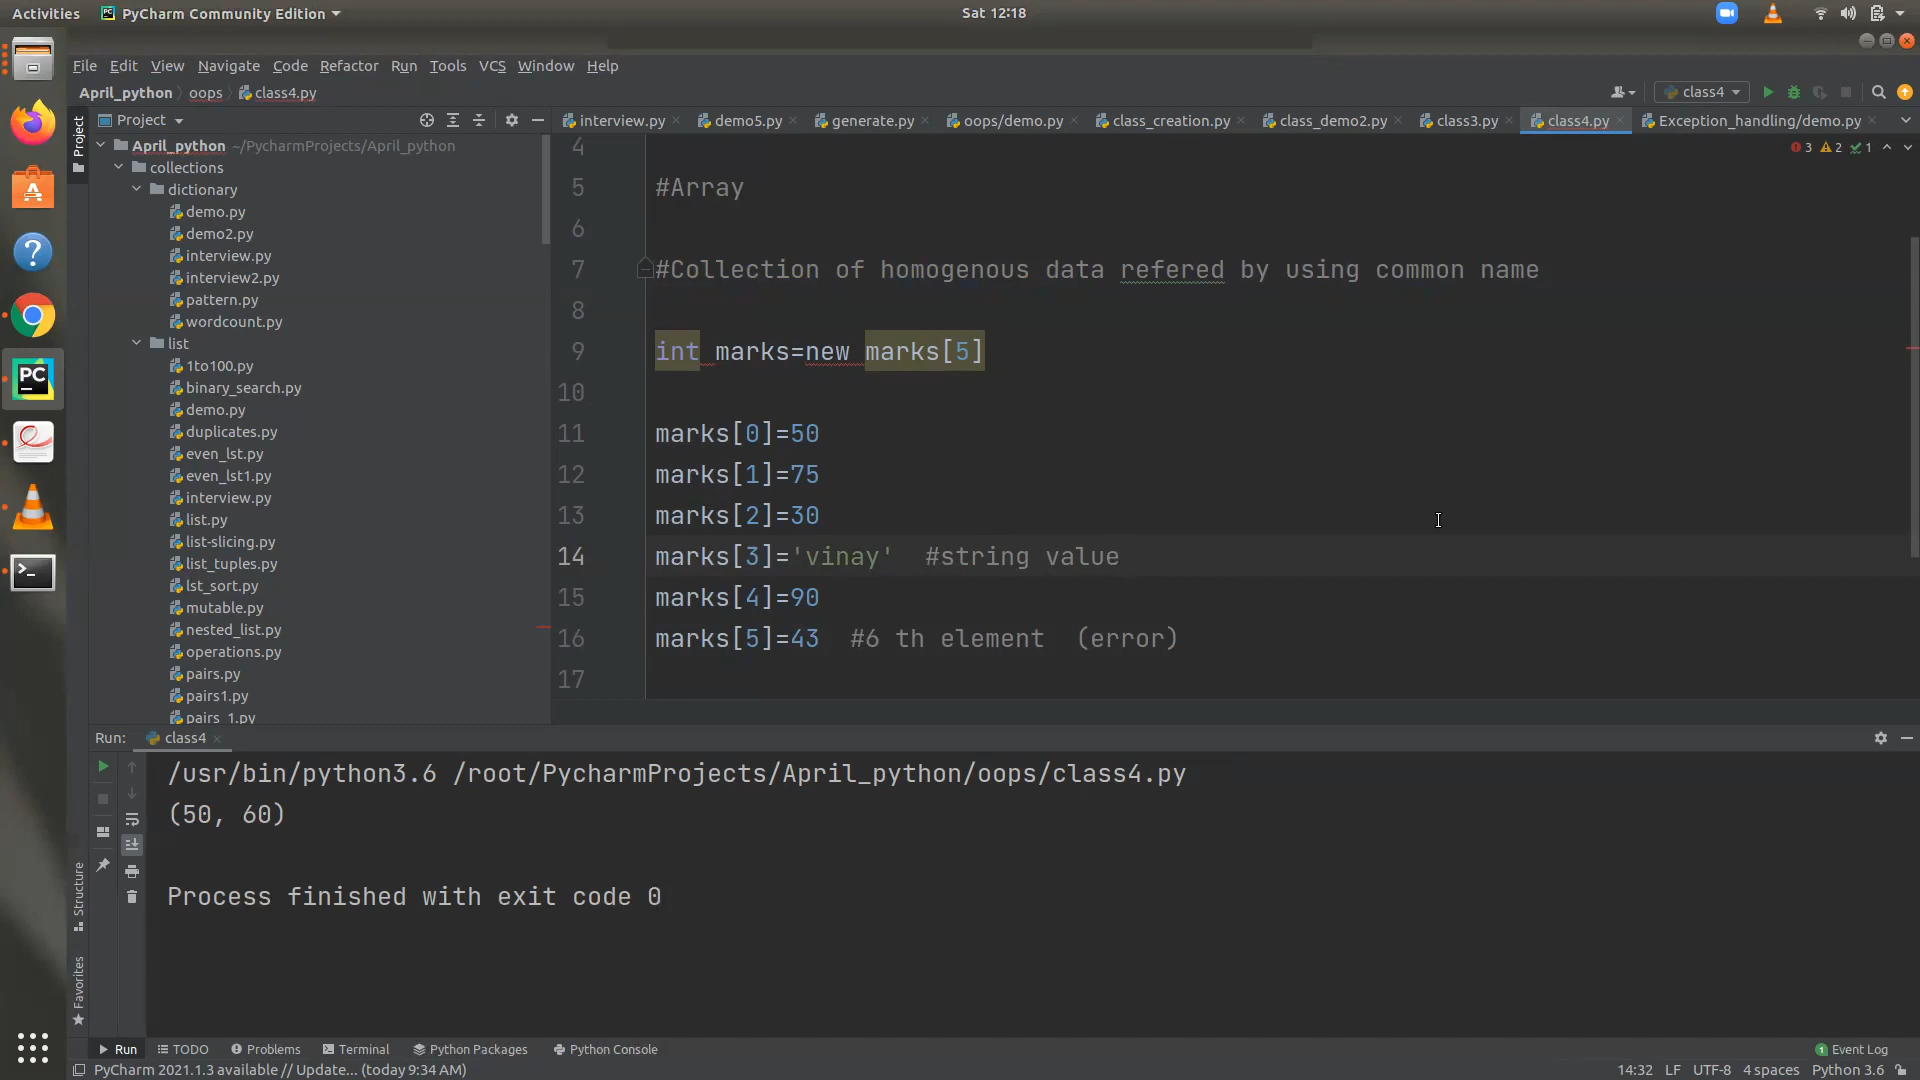 Activities PyCharm Community Edition Sat 12:18
File Edit View Navigate Code Refactor Run Tools VCS Window Help
April_python oops class4.py class4
Project interview.py demo5.py generate.py oops/demo.py class_creation.py class_demo2.py class3.py class4.py Exception_handling/demo.py
Project
April_python ~/PycharmProjects/April_python
collections
dictionary
demo.py
demo2.py
interview.py
interview2.py
pattern.py
wordcount.py
list
1to100.py
binary_search.py
demo.py
duplicates.py
even_lst.py
even_lst1.py
interview.py
list.py
list-slicing.py
list_tuples.py
lst_sort.py
mutable.py
nested_list.py
operations.py
pairs.py
pairs1.py
pairs_1.py
3 2 1
4
5 #Array
6
7 #Collection of homogenous data refered by using common name
8
9 int marks=new marks[5]
10
11 marks[0]=50
12 marks[1]=75
13 marks[2]=30
14 marks[3]='vinay' #string value
15 marks[4]=90
16 marks[5]=43 #6 th element (error)
17
Run: class4
/usr/bin/python3.6 /root/PycharmProjects/April_python/oops/class4.py
(50, 60)
Process finished with exit code 0
Structure
Favorites
Run TODO Problems Terminal Python Packages Python Console 1 Event Log
PyCharm 2021.1.3 available // Update... (today 9:34 AM) 14:32 LF UTF-8 4 spaces Python 3.6